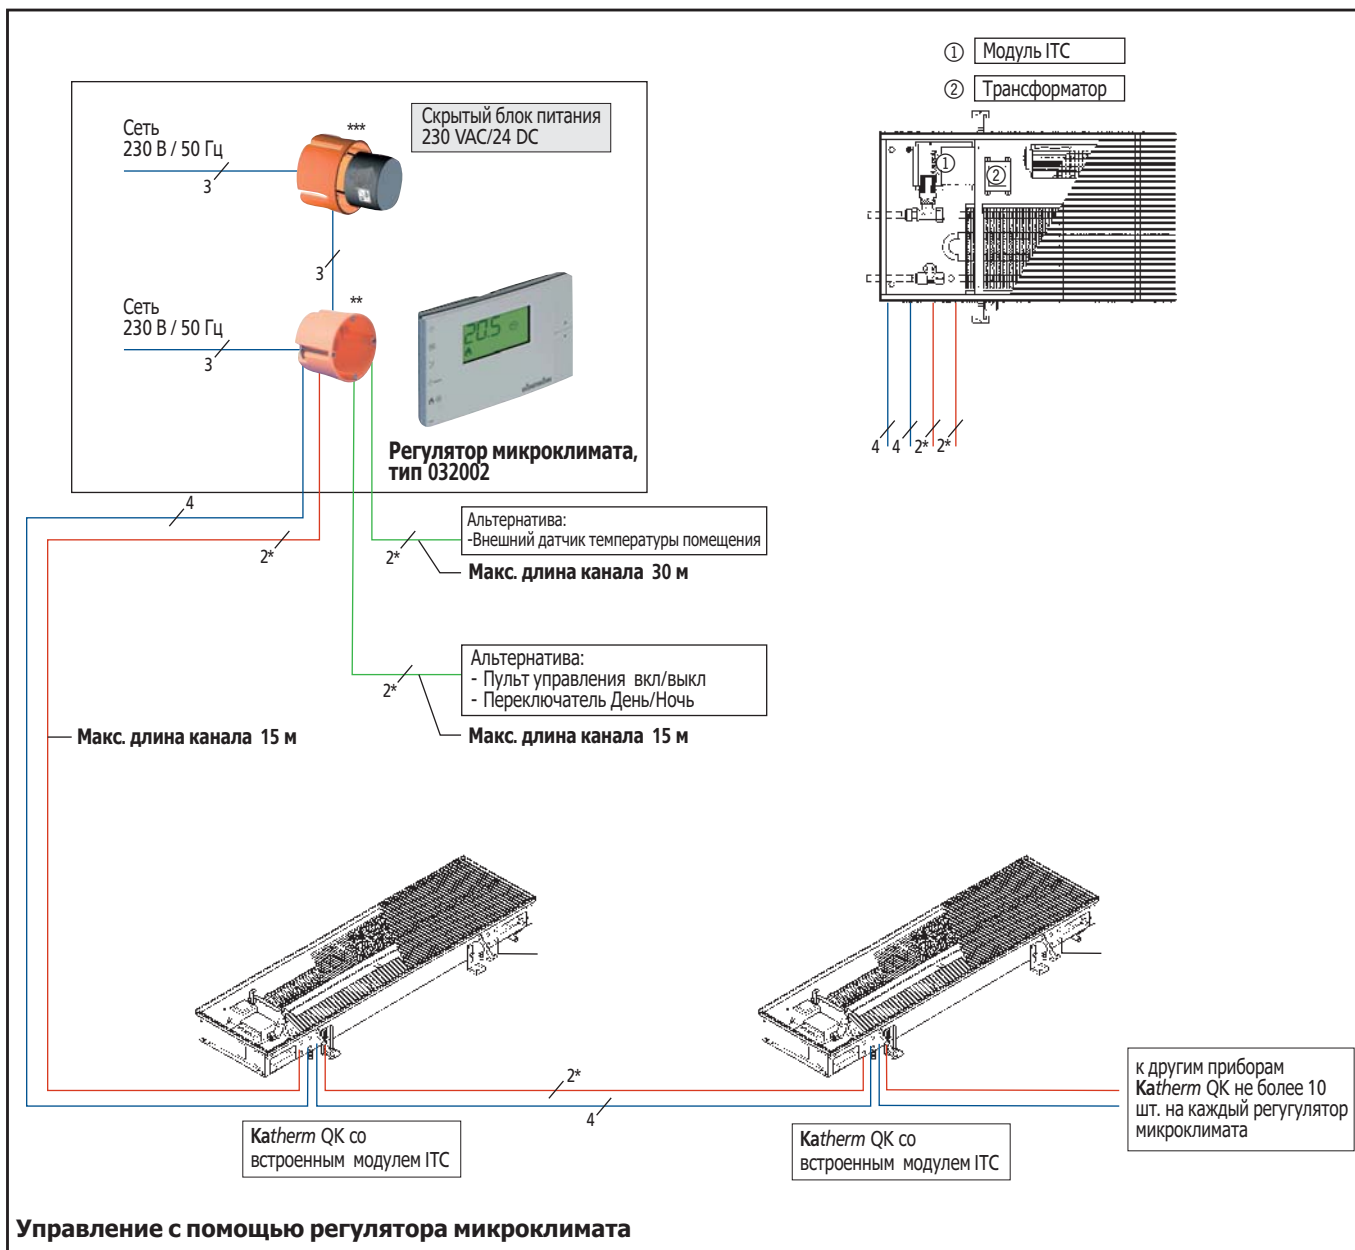 ① Модуль ITC
② Трансформатор
Скрытый блок питания
230 VAC/24 DC
Сеть
230 В / 50 Гц
***
3
1
2
3
**
Сеть
230 В / 50 Гц
3
20.5
Регулятор микроклимата,
тип 032002
4 4 2* 2*
4
2*
2*
Альтернатива:
-Внешний датчик температуры помещения
Макс. длина канала 30 м
2*
Альтернатива:
- Пульт управления вкл/выкл
- Переключатель День/Ночь
Макс. длина канала 15 м
Макс. длина канала 15 м
2*
4
к другим приборам
Katherm QK не более 10
шт. на каждый регугулятор
микроклимата
Katherm QK со
встроенным модулем ITC
Katherm QK со
встроенным модулем ITC
Управление с помощью регулятора микроклимата